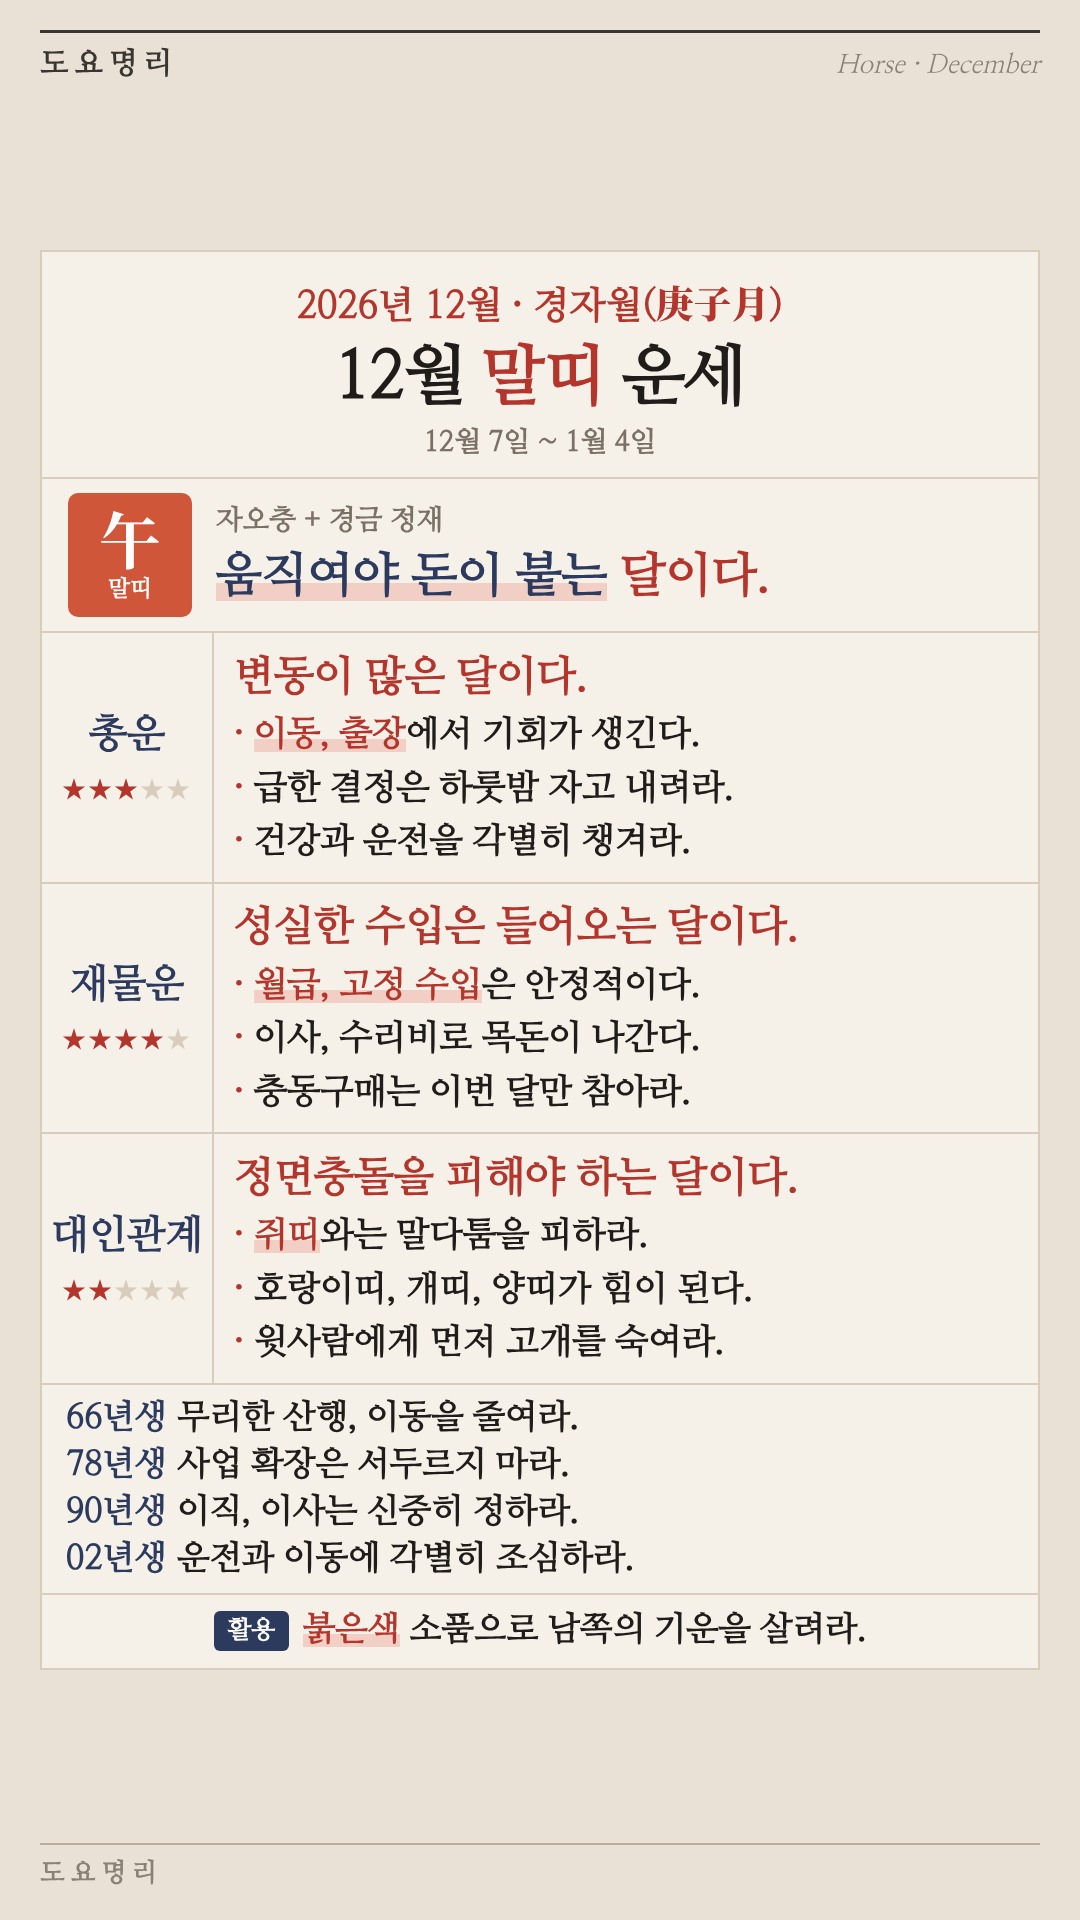 도요명리
Horse · December
2026년 12월 · 경자월(庚子月)
12월 말띠 운세
12월 7일 ~ 1월 4일
午
말띠
자오충 + 경금 정재
움직여야 돈이 붙는 달이다.
총운
★★★★★
변동이 많은 달이다.
· 이동, 출장에서 기회가 생긴다.
· 급한 결정은 하룻밤 자고 내려라.
· 건강과 운전을 각별히 챙겨라.
재물운
★★★★★
성실한 수입은 들어오는 달이다.
· 월급, 고정 수입은 안정적이다.
· 이사, 수리비로 목돈이 나간다.
· 충동구매는 이번 달만 참아라.
대인관계
★★★★★
정면충돌을 피해야 하는 달이다.
· 쥐띠와는 말다툼을 피하라.
· 호랑이띠, 개띠, 양띠가 힘이 된다.
· 윗사람에게 먼저 고개를 숙여라.
66년생 무리한 산행, 이동을 줄여라.
78년생 사업 확장은 서두르지 마라.
90년생 이직, 이사는 신중히 정하라.
02년생 운전과 이동에 각별히 조심하라.
활용 붉은색 소품으로 남쪽의 기운을 살려라.
도요명리